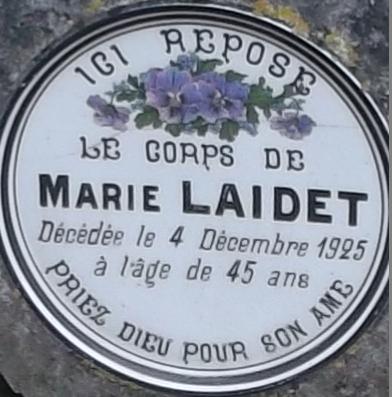 ICI REPOSE
LE CORPS DE
MARIE LAIDET
Décédée le 4 Décembre 1925
à l'âge de 45 ans
PRIEZ DIEU POUR SON AME